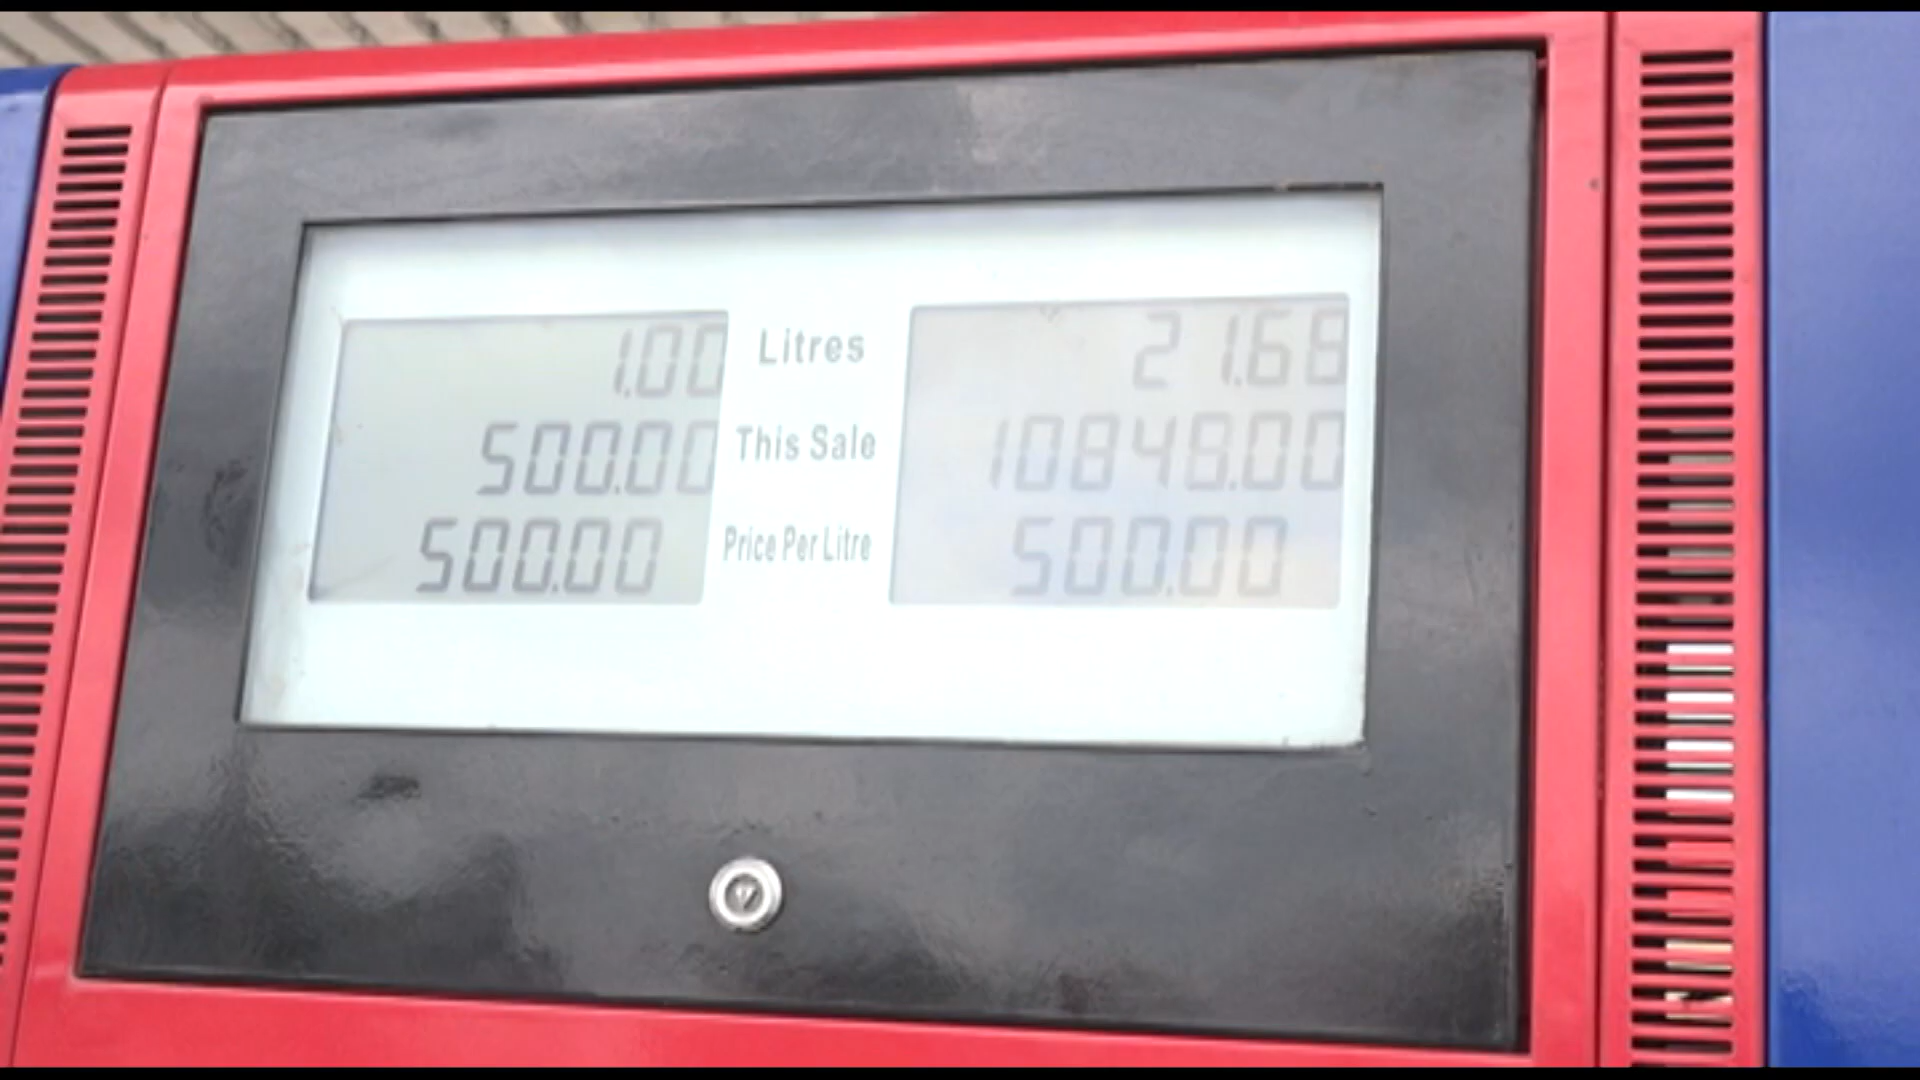 1.00 Litres 21.68
500.00 This Sale 10848.00
500.00 Price Per Litre 500.00